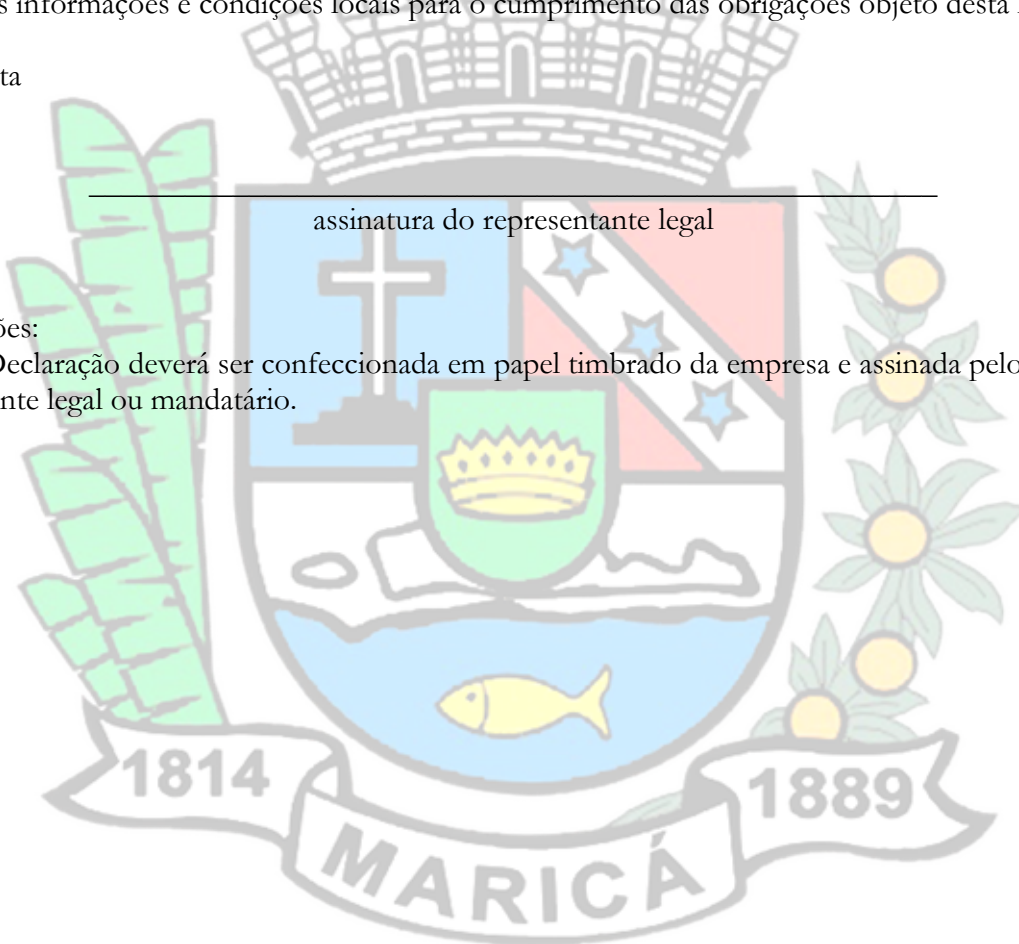 s informações e condições locais para o cumprimento das obrigações objeto desta
ta
assinatura do representante legal
ões:
Declaração deverá ser confeccionada em papel timbrado da empresa e assinada pelo
nte legal ou mandatário.
1814
1889
MARICÁ